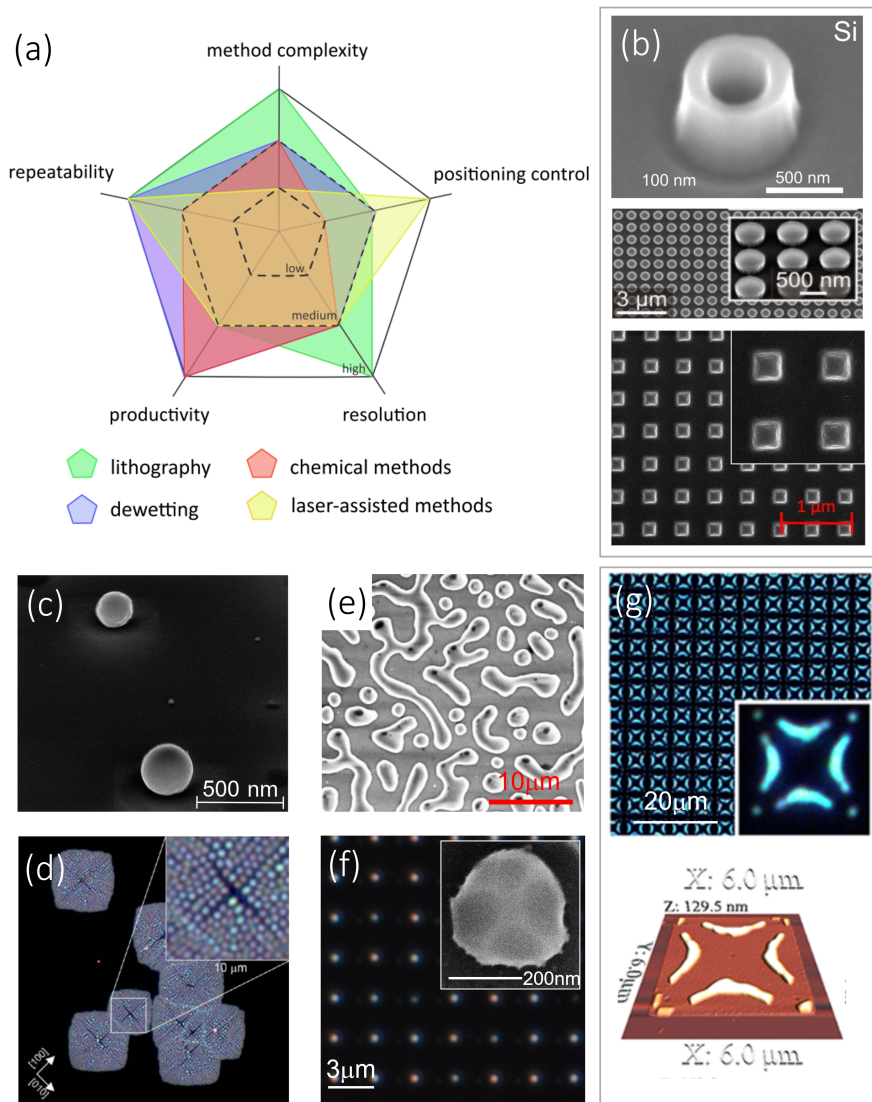 (a)
method complexity
repeatability
positioning control
low
medium
high
productivity
resolution
lithography
chemical methods
dewetting
laser-assisted methods
(b)
Si
100 nm
500 nm
3 μm
500 nm
1 μm
(c)
500 nm
(e)
10μm
(g)
20μm
(d)
10 μm
[100]
[010]
(f)
200nm
3μm
X: 6.0 μm
Z: 129.5 nm
Y: 6.0μm
X: 6.0 μm